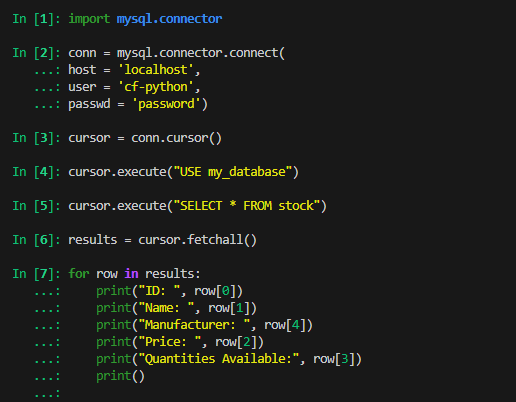 In [1]: import mysql.connector
In [2]: conn = mysql.connector.connect(
...: host = 'localhost',
...: user = 'cf-python',
...: passwd = 'password')
In [3]: cursor = conn.cursor()
In [4]: cursor.execute("USE my_database")
In [5]: cursor.execute("SELECT * FROM stock")
In [6]: results = cursor.fetchall()
In [7]: for row in results:
...:     print("ID: ", row[0])
...:     print("Name: ", row[1])
...:     print("Manufacturer: ", row[4])
...:     print("Price: ", row[2])
...:     print("Quantities Available:", row[3])
...:     print()
...: